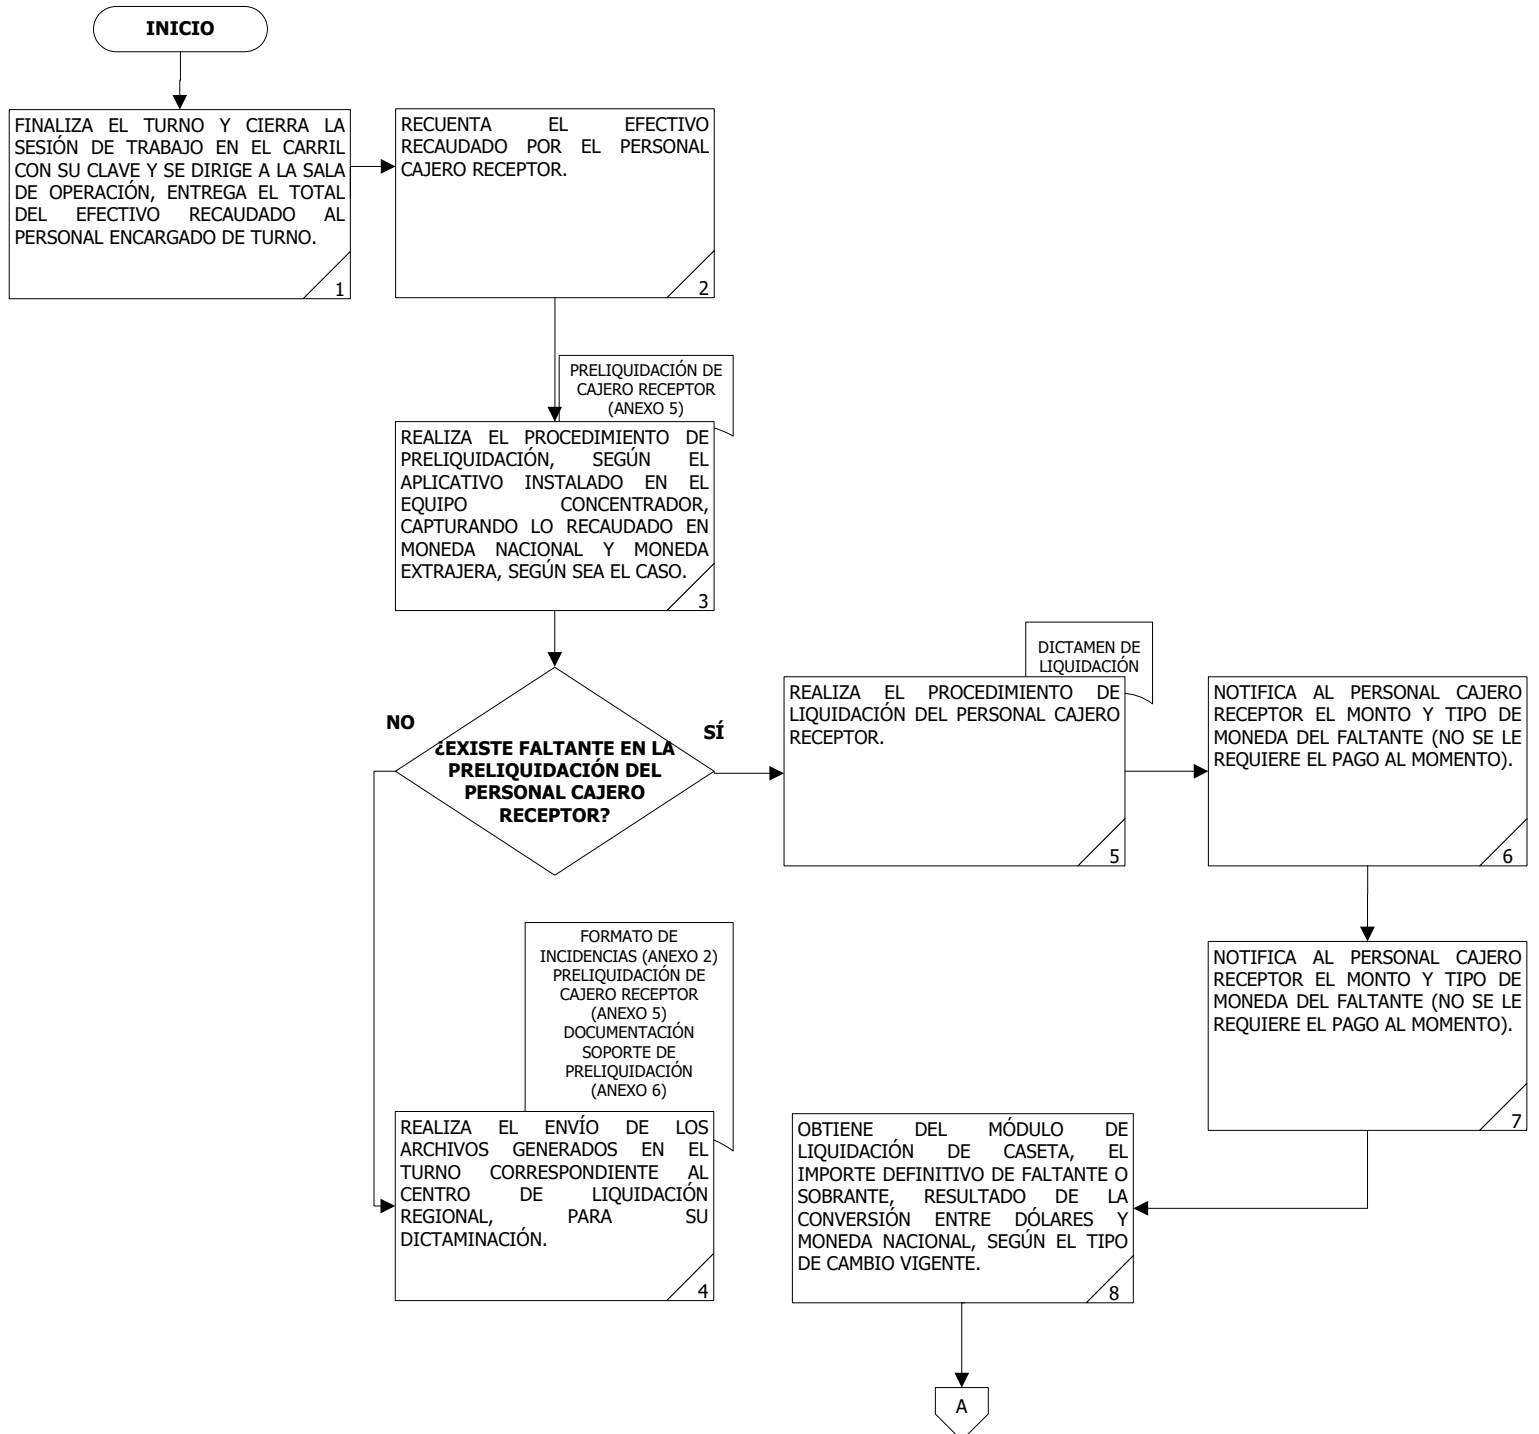 INICIO
FINALIZA EL TURNO Y CIERRA LA
SESIÓN DE TRABAJO EN EL CARRIL
CON SU CLAVE Y SE DIRIGE A LA SALA
DE OPERACIÓN, ENTREGA EL TOTAL
DEL EFECTIVO RECAUDADO AL
PERSONAL ENCARGADO DE TURNO.
1
RECUENTA EL EFECTIVO
RECAUDADO POR EL PERSONAL
CAJERO RECEPTOR.
2
PRELIQUIDACIÓN DE
CAJERO RECEPTOR
(ANEXO 5)
REALIZA EL PROCEDIMIENTO DE
PRELIQUIDACIÓN, SEGÚN EL
APLICATIVO INSTALADO EN EL
EQUIPO CONCENTRADOR,
CAPTURANDO LO RECAUDADO EN
MONEDA NACIONAL Y MONEDA
EXTRAJERA, SEGÚN SEA EL CASO.
3
NO
¿EXISTE FALTANTE EN LA
PRELIQUIDACIÓN DEL
PERSONAL CAJERO
RECEPTOR?
SÍ
DICTAMEN DE
LIQUIDACIÓN
REALIZA EL PROCEDIMIENTO DE
LIQUIDACIÓN DEL PERSONAL CAJERO
RECEPTOR.
5
NOTIFICA AL PERSONAL CAJERO
RECEPTOR EL MONTO Y TIPO DE
MONEDA DEL FALTANTE (NO SE LE
REQUIERE EL PAGO AL MOMENTO).
6
FORMATO DE
INCIDENCIAS (ANEXO 2)
PRELIQUIDACIÓN DE
CAJERO RECEPTOR
(ANEXO 5)
DOCUMENTACIÓN
SOPORTE DE
PRELIQUIDACIÓN
(ANEXO 6)
REALIZA EL ENVÍO DE LOS
ARCHIVOS GENERADOS EN EL
TURNO CORRESPONDIENTE AL
CENTRO DE LIQUIDACIÓN
REGIONAL, PARA SU
DICTAMINACIÓN.
4
NOTIFICA AL PERSONAL CAJERO
RECEPTOR EL MONTO Y TIPO DE
MONEDA DEL FALTANTE (NO SE LE
REQUIERE EL PAGO AL MOMENTO).
7
OBTIENE DEL MÓDULO DE
LIQUIDACIÓN DE CASETA, EL
IMPORTE DEFINITIVO DE FALTANTE O
SOBRANTE, RESULTADO DE LA
CONVERSIÓN ENTRE DÓLARES Y
MONEDA NACIONAL, SEGÚN EL TIPO
DE CAMBIO VIGENTE.
8
A